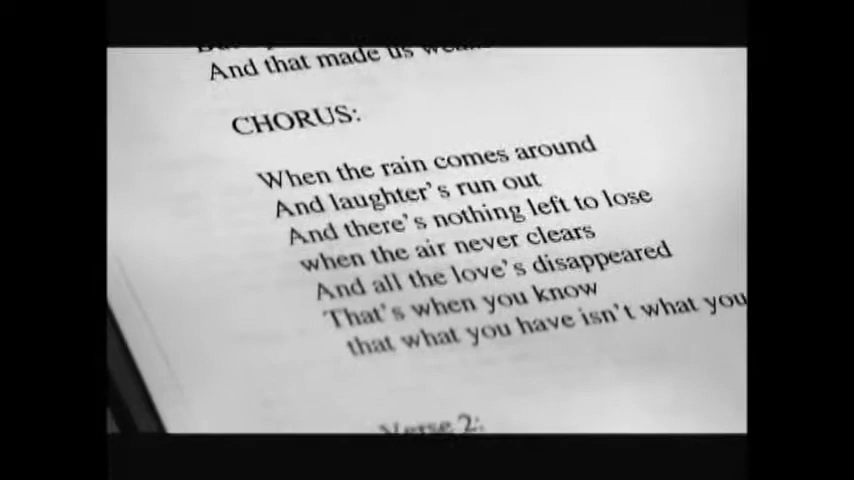 And that made us
CHORUS:
When the rain comes around
And laughter's run out
And there's nothing left to lose
when the air never clears
And all the love's disappeared
That's when you know
that what you have isn't what you
Verse 2: